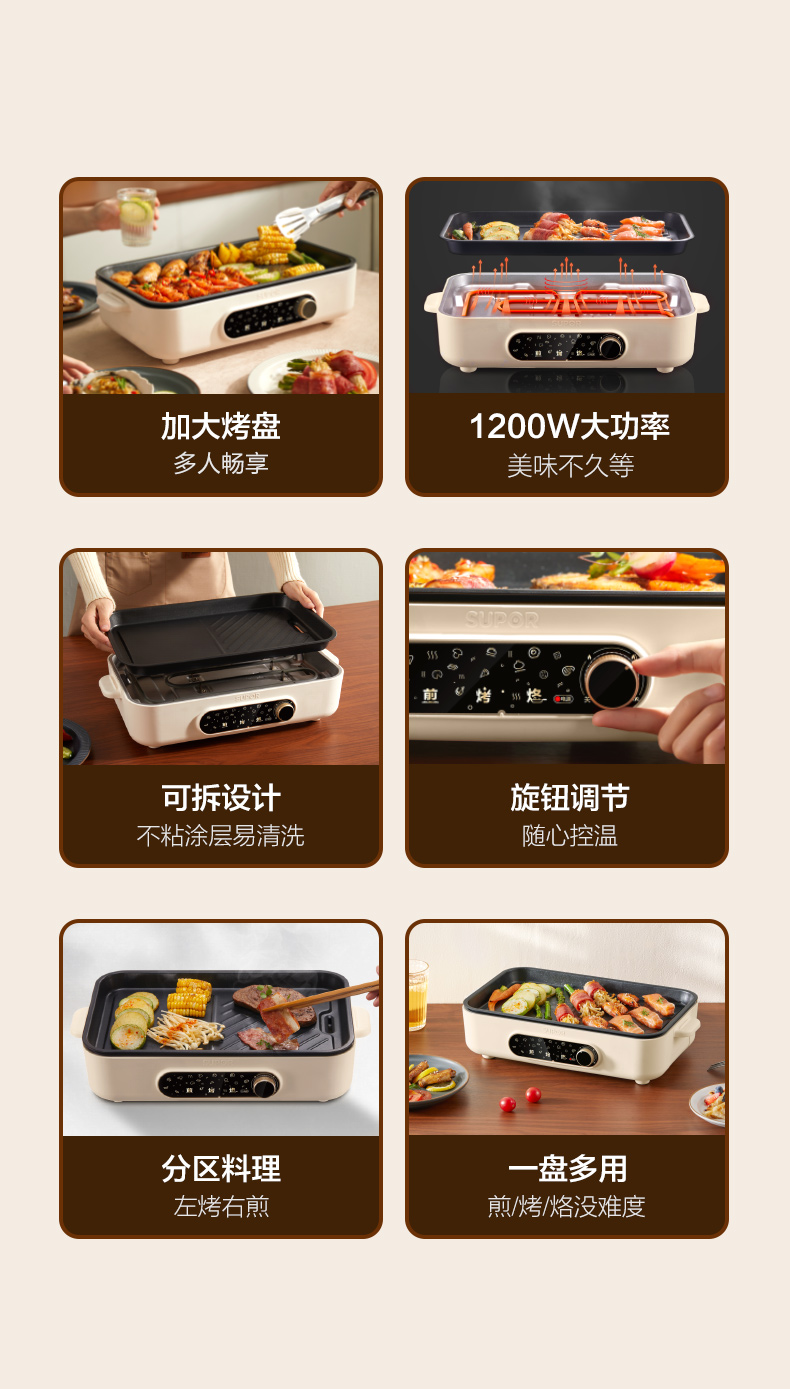 加大烤盘
多人畅享
1200W大功率
美味不久等
煎
可拆设计
不粘涂层易清洗
SUPOR
煎 烤 烙
旋钮调节
随心控温
分区料理
左烤右煎
一盘多用
煎/烤/烙没难度